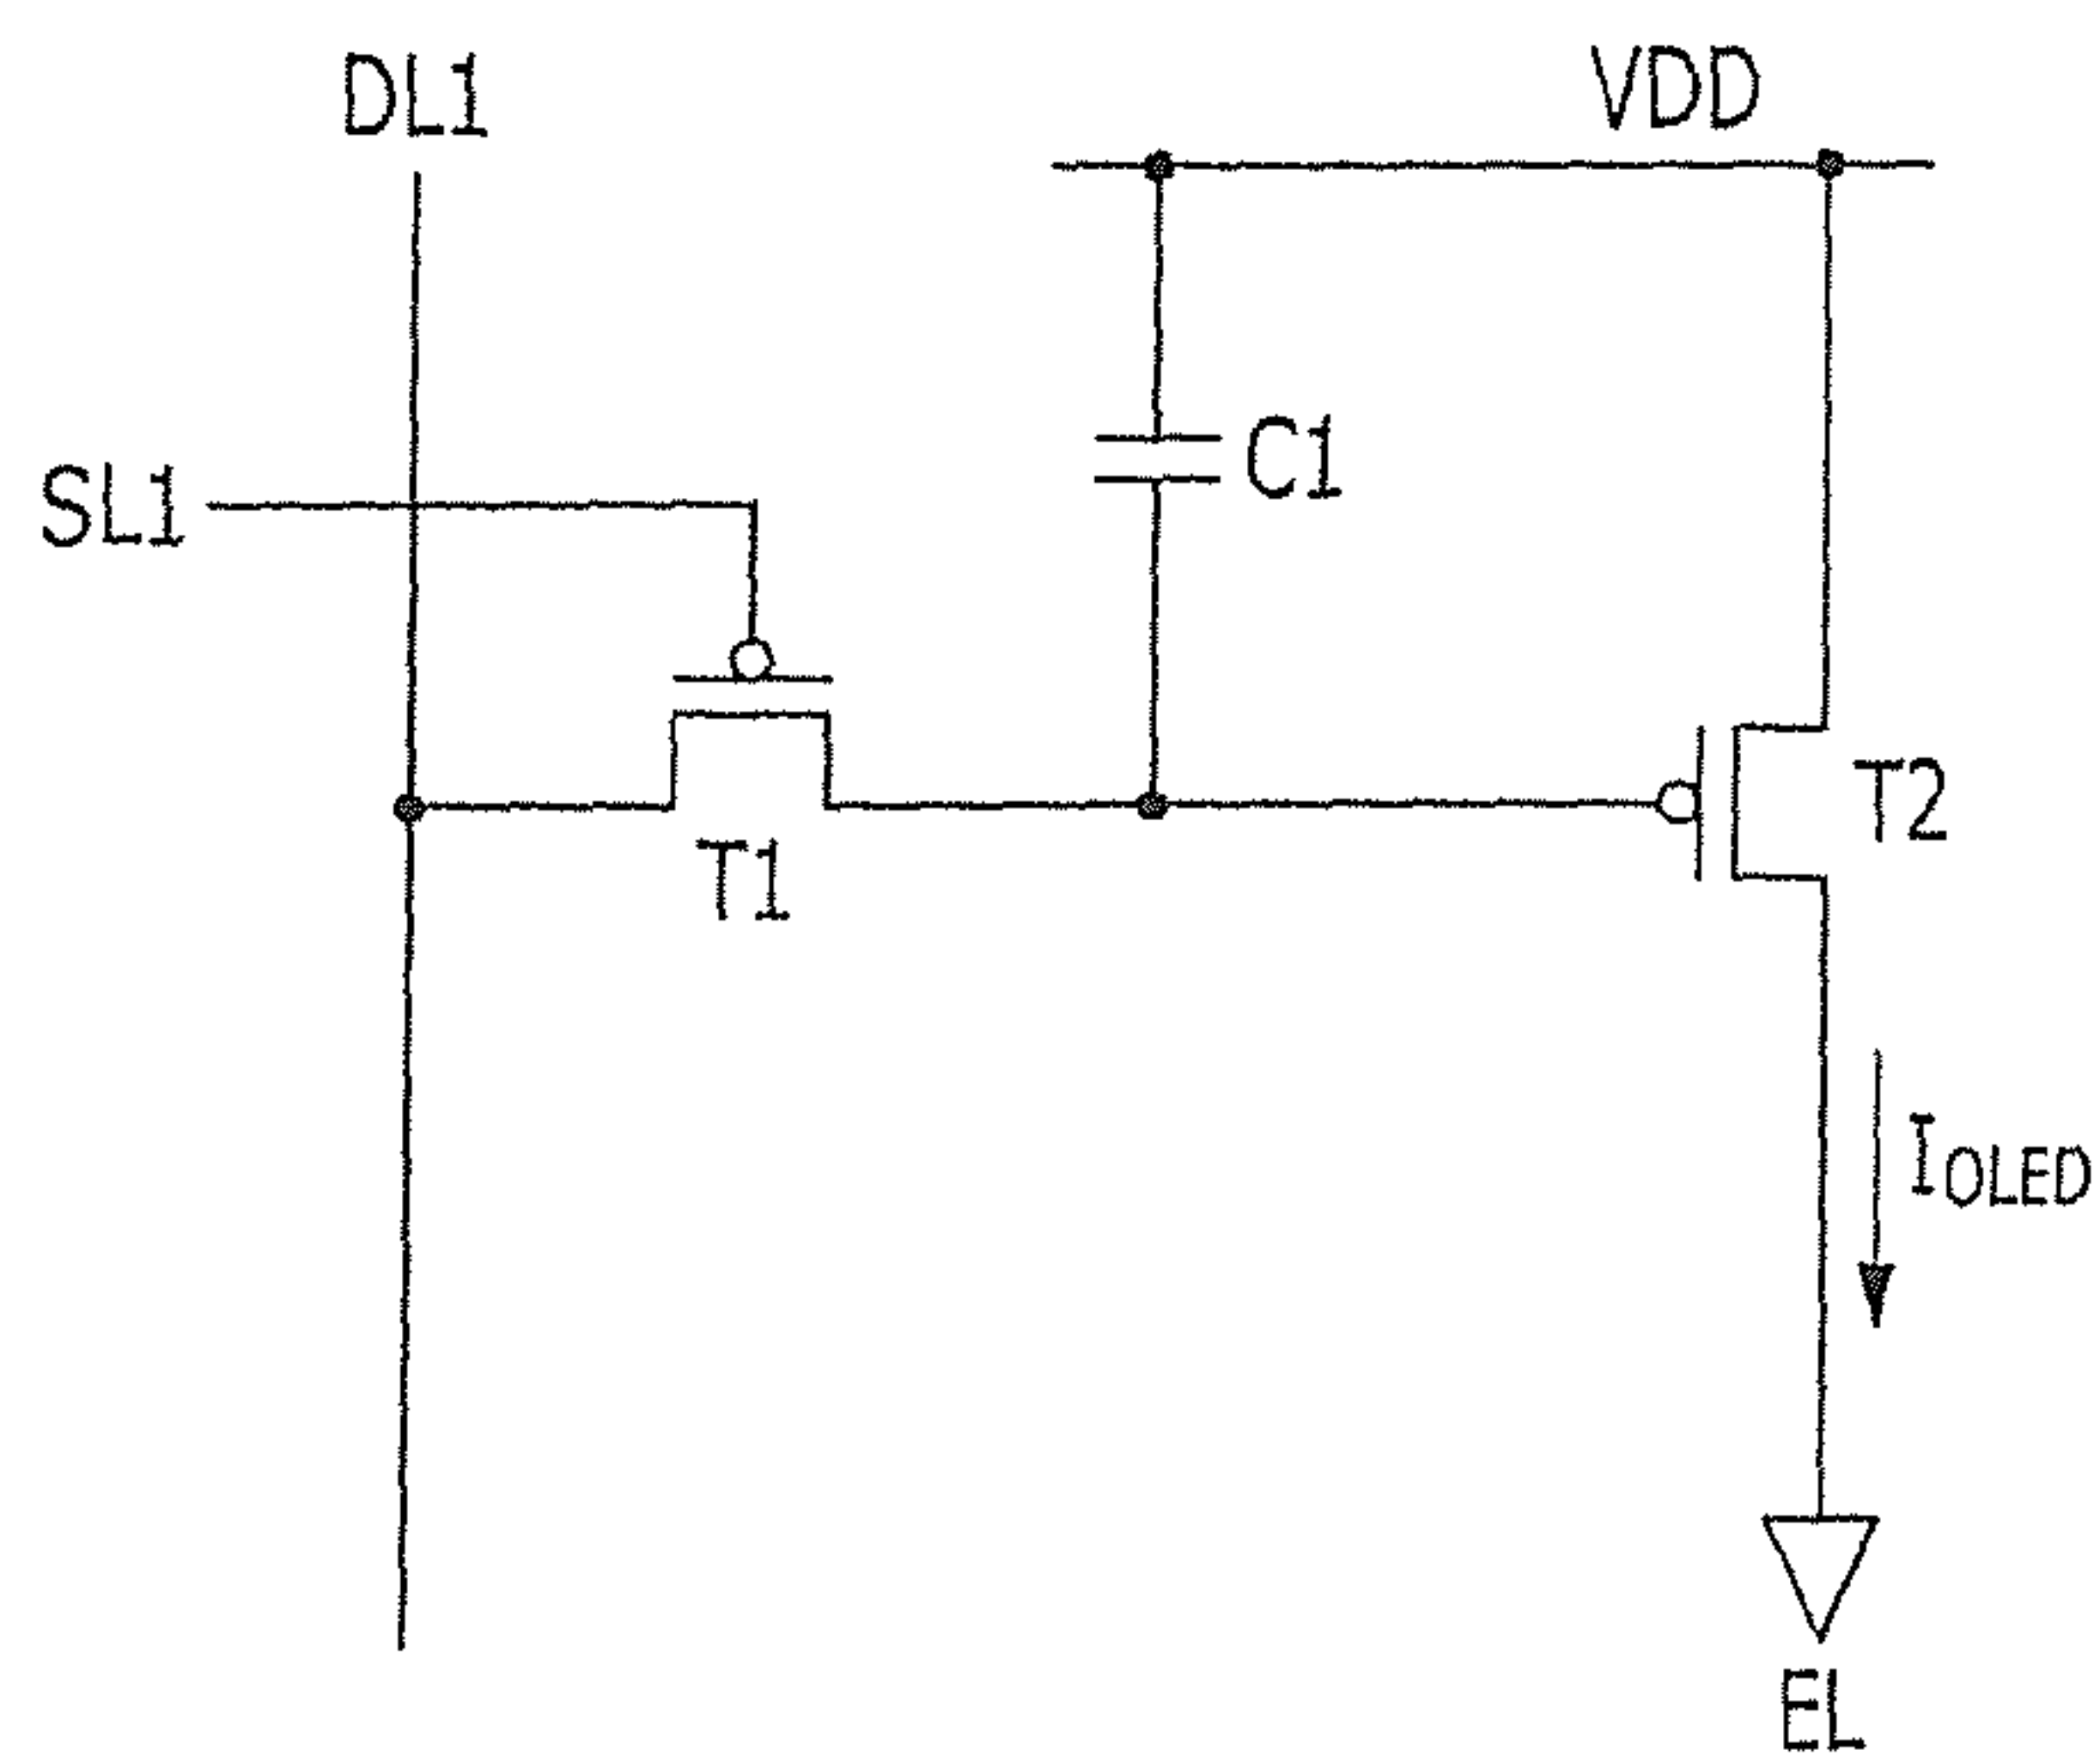 DL1
VDD
C1
SL1
T2
T1
IOLED
EL